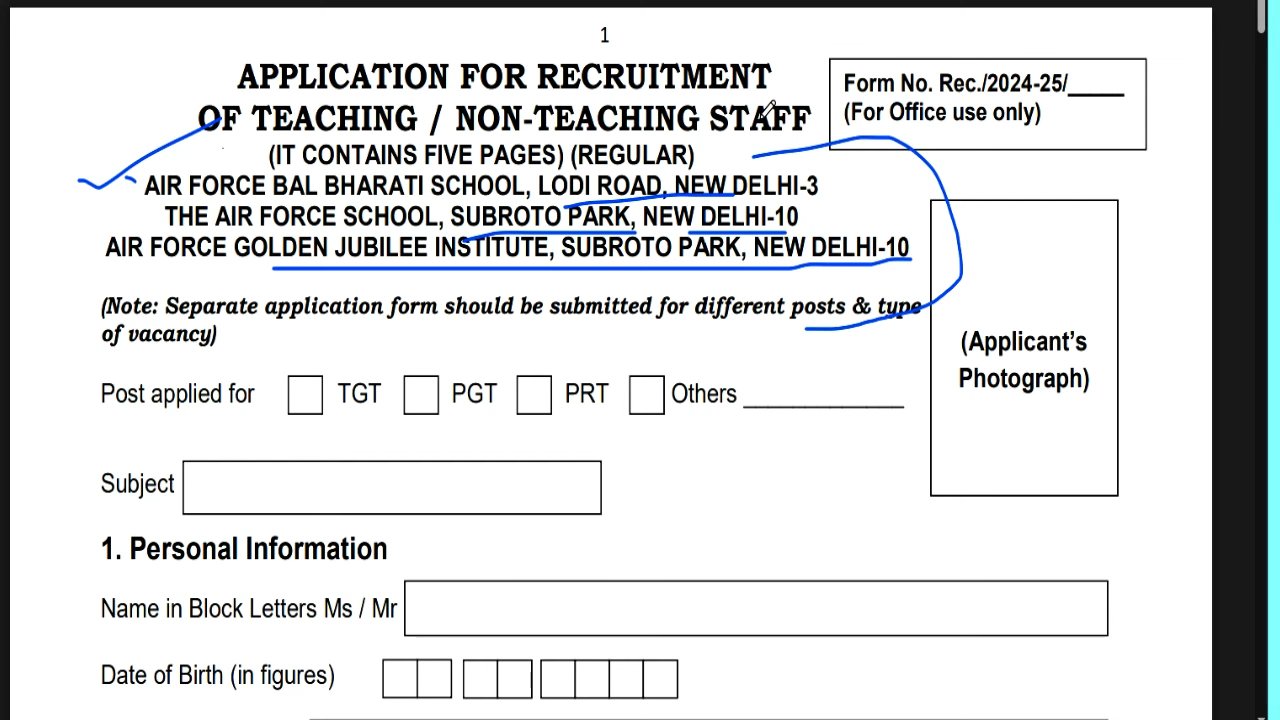 1
APPLICATION FOR RECRUITMENT
OF TEACHING / NON-TEACHING STAFF
Form No. Rec./2024-25/_____
(For Office use only)
(IT CONTAINS FIVE PAGES) (REGULAR)
AIR FORCE BAL BHARATI SCHOOL, LODI ROAD, NEW DELHI-3
THE AIR FORCE SCHOOL, SUBROTO PARK, NEW DELHI-10
AIR FORCE GOLDEN JUBILEE INSTITUTE, SUBROTO PARK, NEW DELHI-10
(Note: Separate application form should be submitted for different posts & type
of vacancy)
(Applicant's
Photograph)
Post applied for TGT PGT PRT Others ______________
Subject
1. Personal Information
Name in Block Letters Ms / Mr
Date of Birth (in figures)